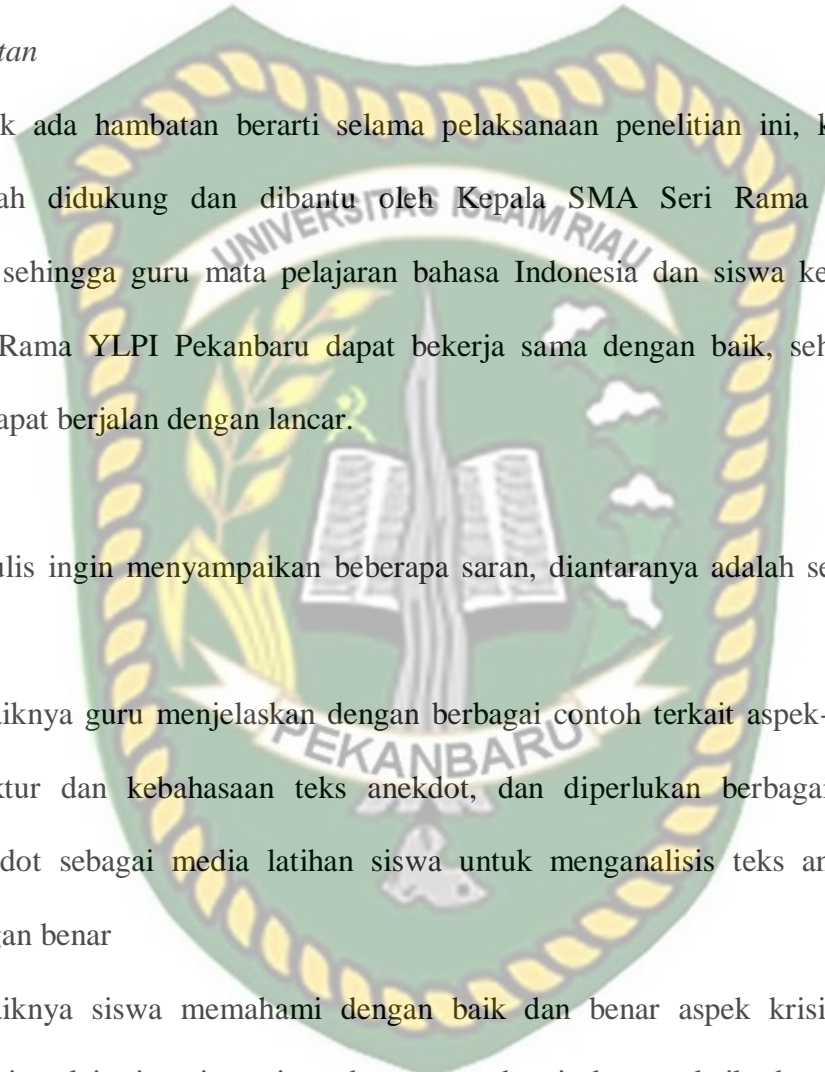 tan
k ada hambatan berarti selama pelaksanaan penelitian ini, k
ah didukung dan dibantu oleh Kepala SMA Seri Rama
UNIVERSITAS ISLAM RIAU
sehingga guru mata pelajaran bahasa Indonesia dan siswa ke
Rama YLPI Pekanbaru dapat bekerja sama dengan baik, seh
apat berjalan dengan lancar.
ulis ingin menyampaikan beberapa saran, diantaranya adalah se
aiknya guru menjelaskan dengan berbagai contoh terkait aspek-
PEKANBARU
ktur dan kebahasaan teks anekdot, dan diperlukan berbagai
dot sebagai media latihan siswa untuk menganalisis teks an
gan benar
aiknya siswa memahami dengan baik dan benar aspek krisi